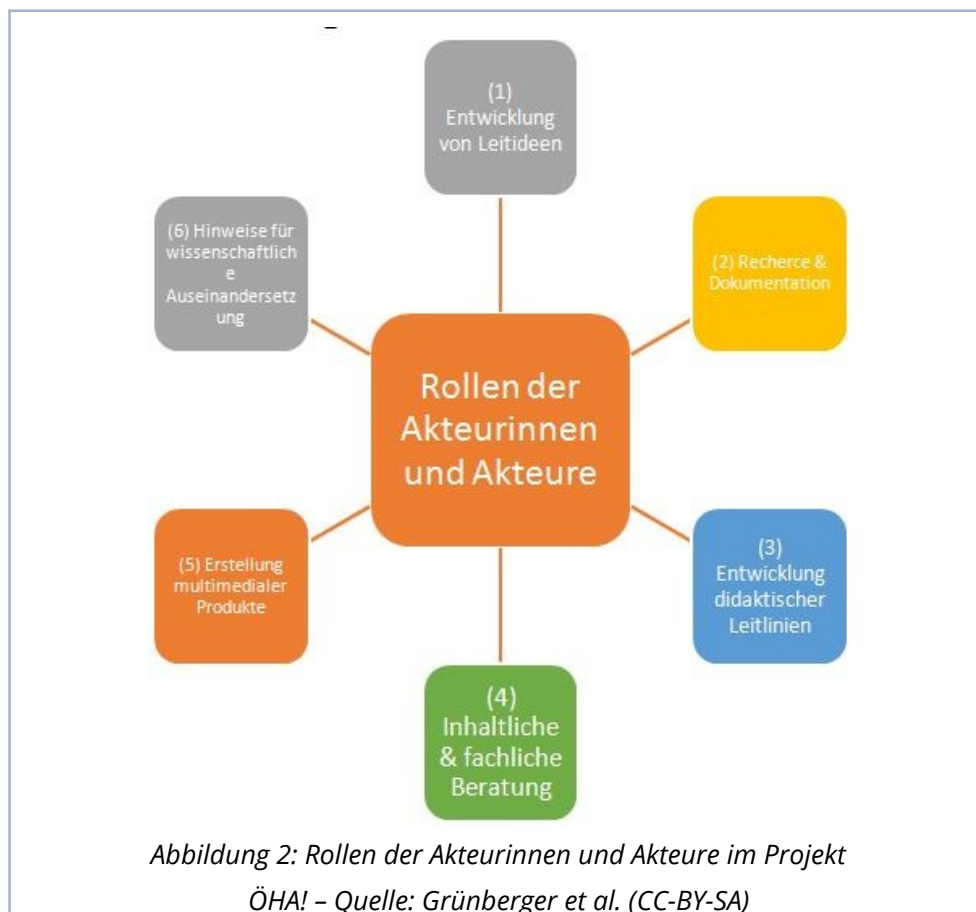 (1)
Entwicklung
von Leitideen
(6) Hinweise für
wissenschaftlich
e
Auseinandersetz
ung
(2) Recherce &
Dokumentation
Rollen der
Akteurinnen
und Akteure
(5) Erstellung
multimedialer
Produkte
(3)
Entwicklung
didaktischer
Leitlinien
(4)
Inhaltliche
& fachliche
Beratung
Abbildung 2: Rollen der Akteurinnen und Akteure im Projekt
ÖHA! – Quelle: Grünberger et al. (CC-BY-SA)